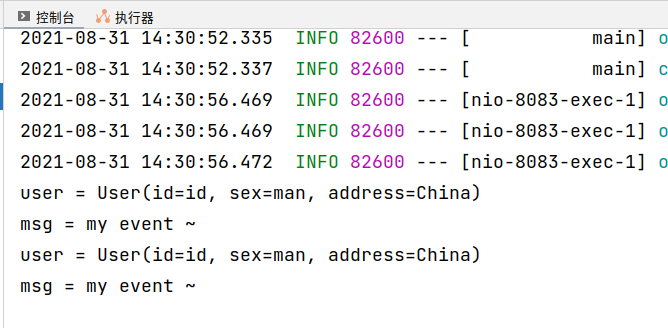 控制台 执行器
2021-08-31 14:30:52.335  INFO 82600 --- [           main] o
2021-08-31 14:30:52.337  INFO 82600 --- [           main] c
2021-08-31 14:30:56.469  INFO 82600 --- [nio-8083-exec-1] o
2021-08-31 14:30:56.469  INFO 82600 --- [nio-8083-exec-1] o
2021-08-31 14:30:56.472  INFO 82600 --- [nio-8083-exec-1] o
user = User(id=id, sex=man, address=China)
msg = my event ~
user = User(id=id, sex=man, address=China)
msg = my event ~